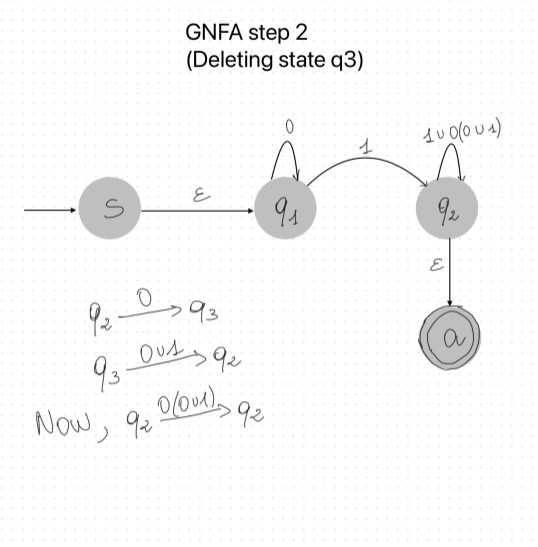 GNFA step 2
(Deleting state q3)
0
1
1∪0(0∪1)
S
ε
q₁
q₂
ε
a
q₂ 0 → q₃
q₃ 0∪1 → q₂
Now, q₂ 0(0∪1) → q₂